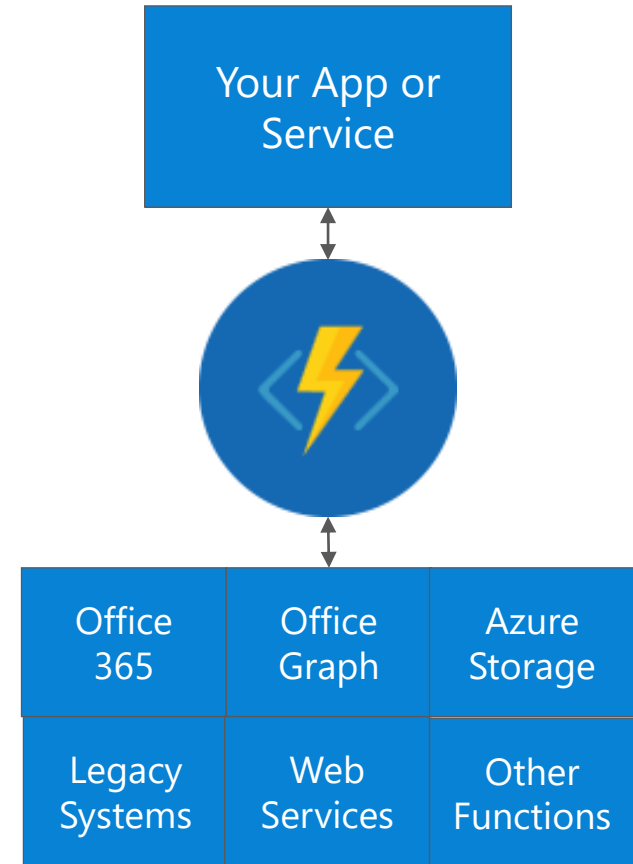 Your App or
Service
Office
365
Office
Graph
Azure
Storage
Legacy
Systems
Web
Services
Other
Functions